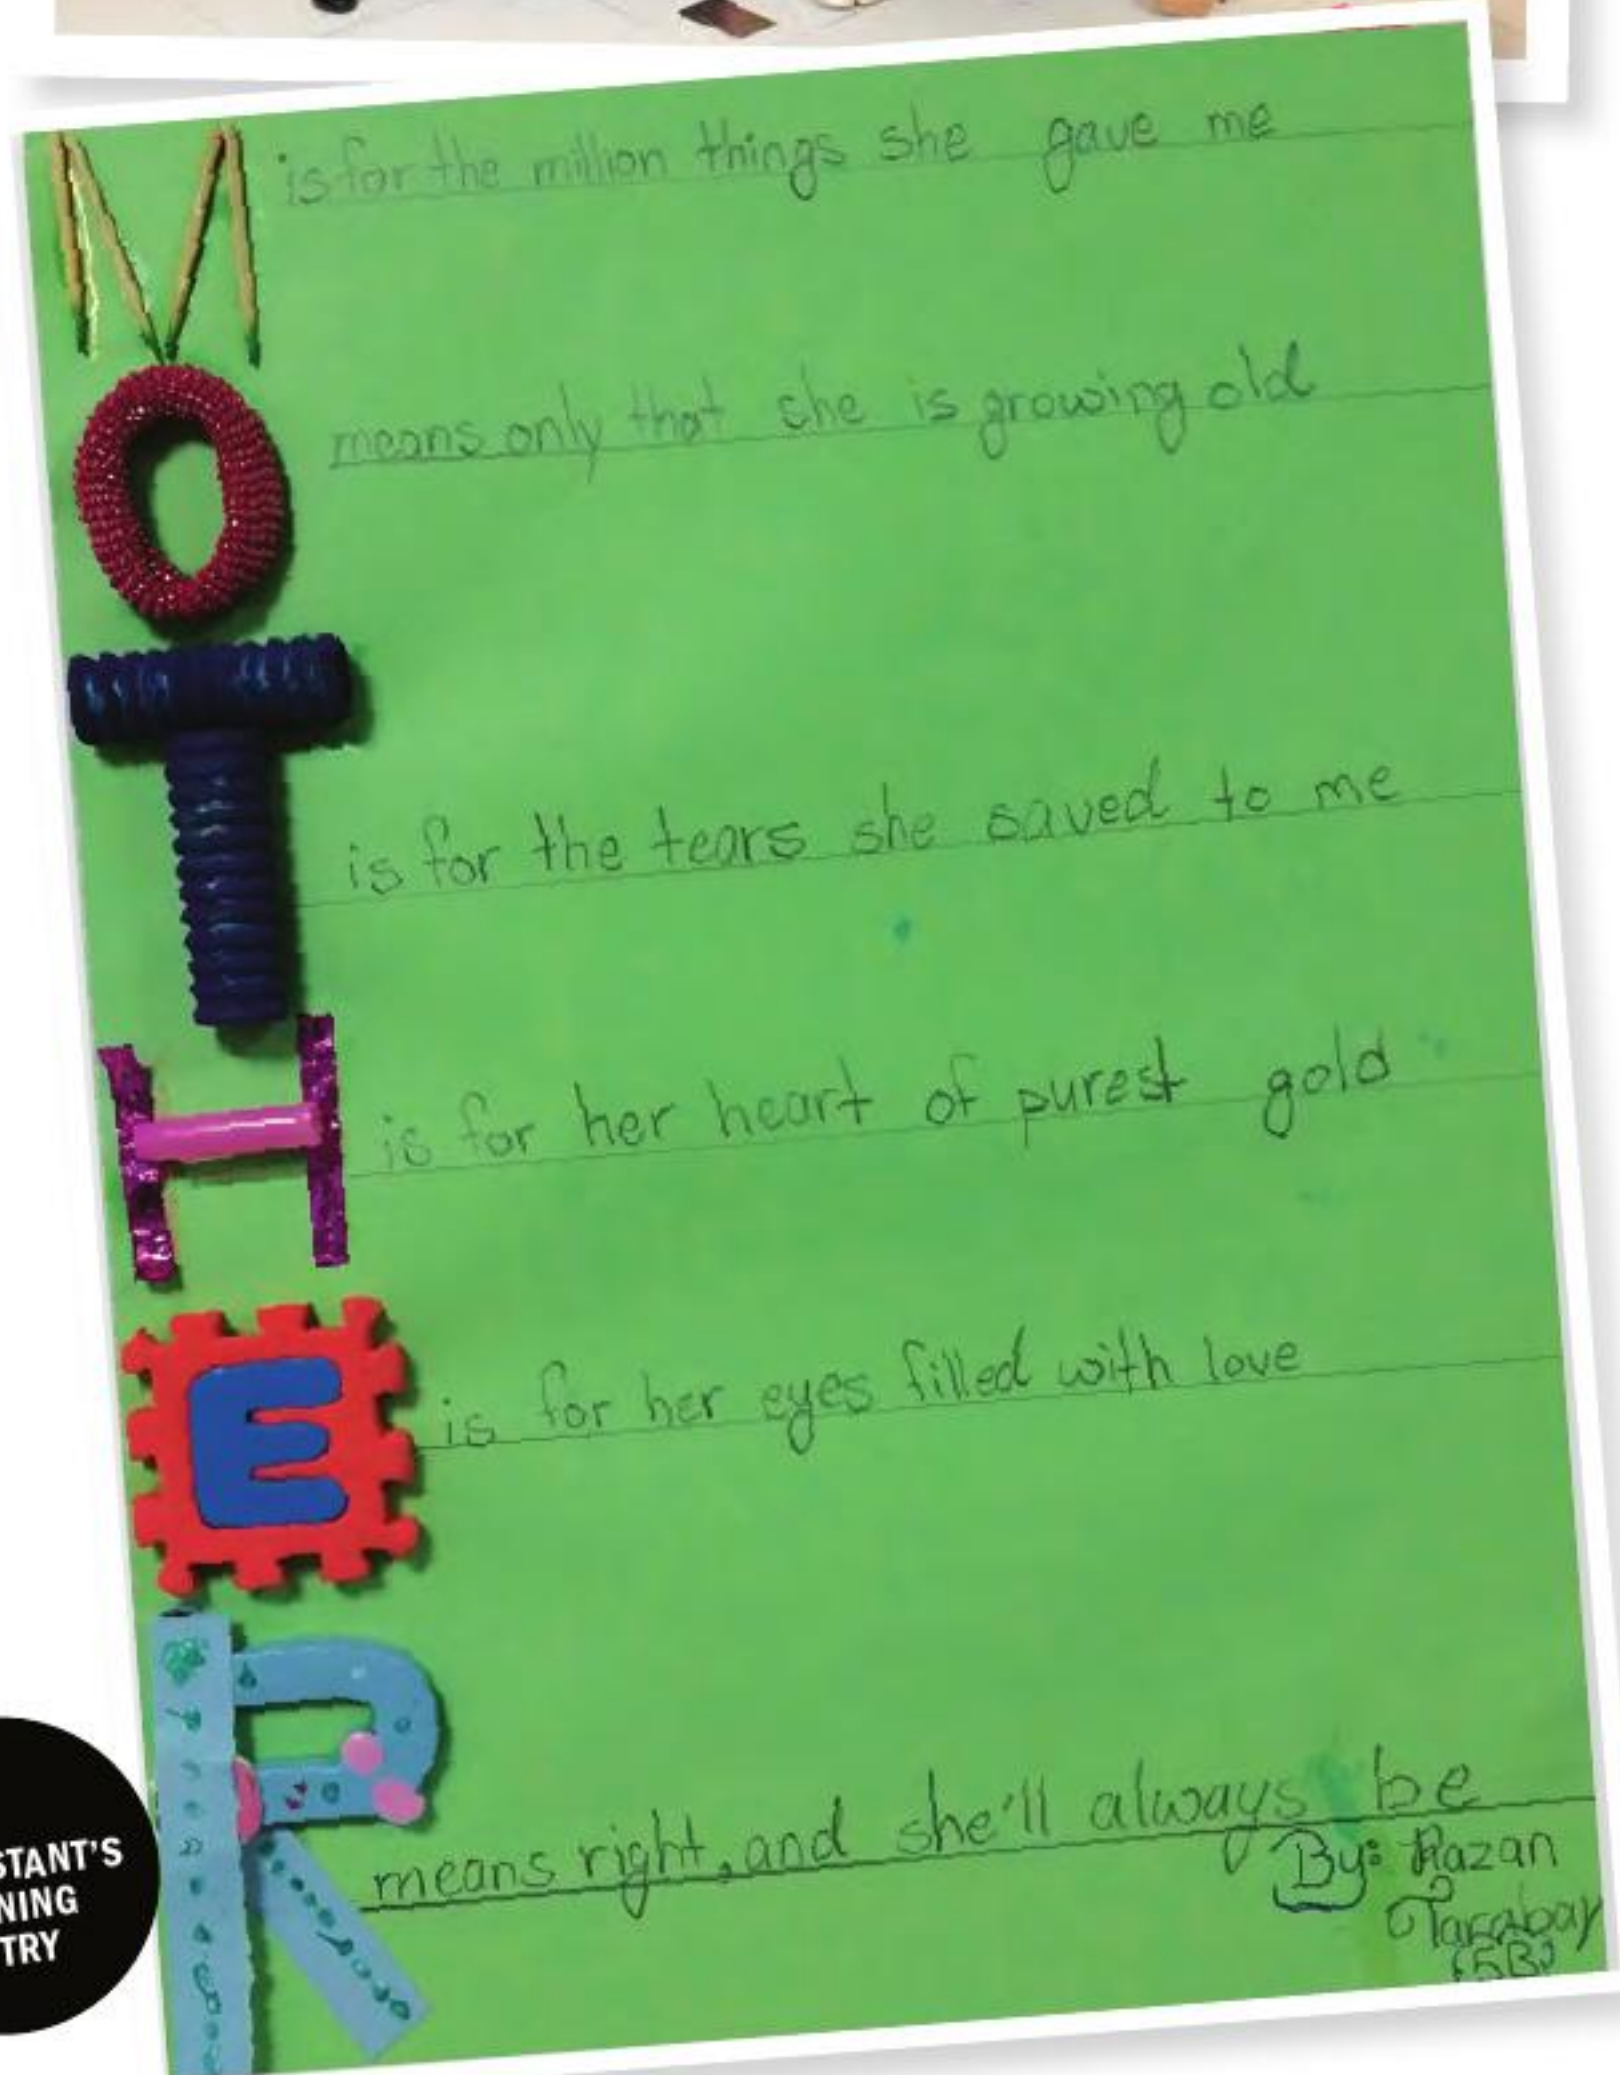 M is for the million things she gave me
O means only that she is growing old
T is for the tears she saved to me
H is for her heart of purest gold
E is for her eyes filled with love
R means right, and she'll always be
By: Razan
Tarabay
(5B)
STANT'S
NING
TRY